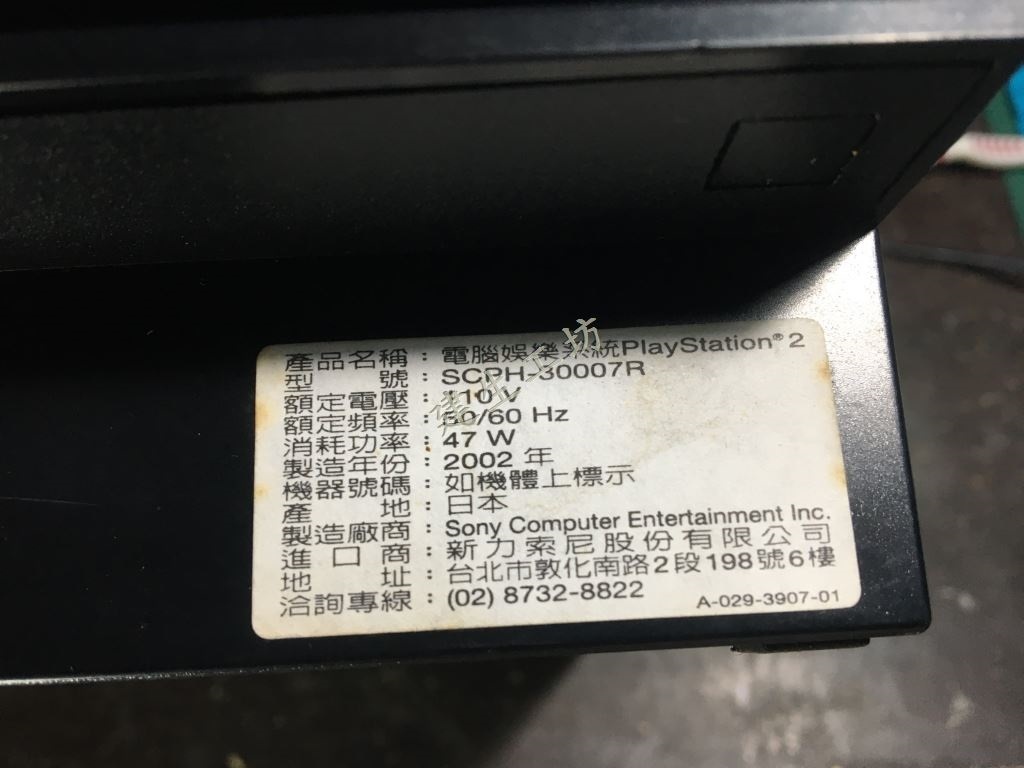 產品名稱：電腦娛樂系統PlayStation®2
型號：SCPH-30007R
額定電壓：110 V
額定頻率：50/60 Hz
消耗功率：47 W
製造年份：2002 年
機器號碼：如機體上標示
產地：日本
製造廠商：Sony Computer Entertainment Inc.
進口商：新力索尼股份有限公司
地址：台北市敦化南路2段198號6樓
洽詢專線：(02) 8732-8822
A-029-3907-01